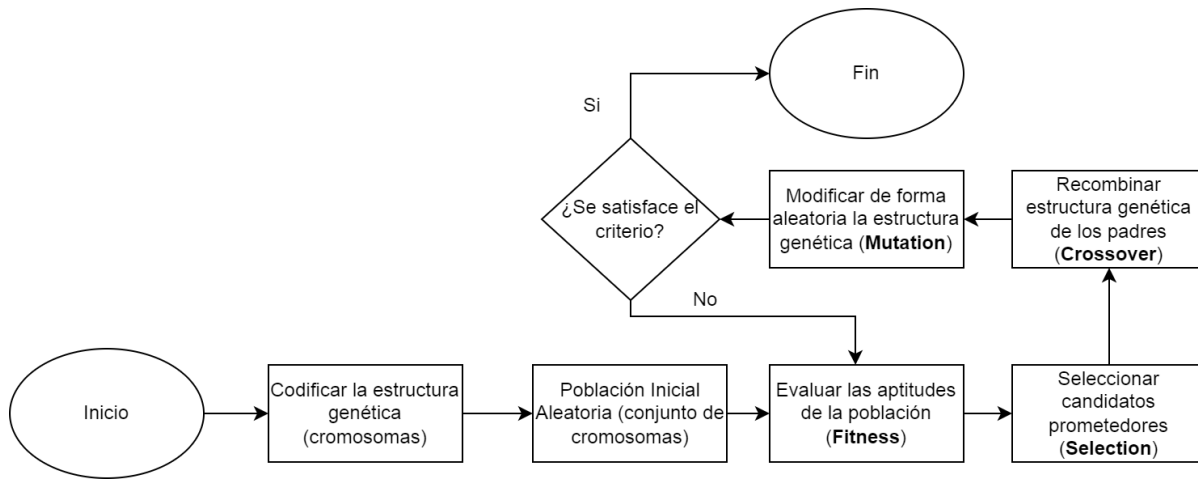 Fin
Si
¿Se satisface el
criterio?
Modificar de forma
aleatoria la estructura
genética (Mutation)
Recombinar
estructura genética
de los padres
(Crossover)
No
Inicio
Codificar la estructura
genética
(cromosomas)
Población Inicial
Aleatoria (conjunto de
cromosomas)
Evaluar las aptitudes
de la población
(Fitness)
Seleccionar
candidatos
prometedores
(Selection)